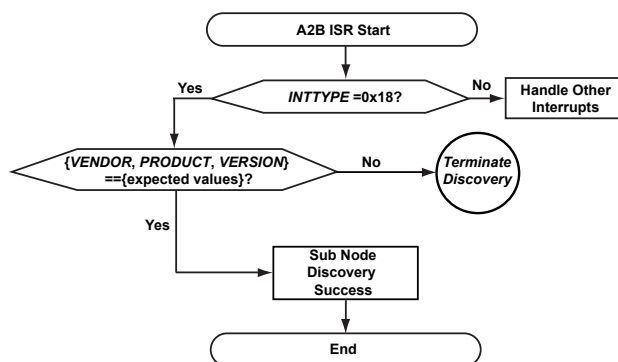 A2B ISR Start
Yes
INTTYPE =0x18?
No
Handle Other
Interrupts
{VENDOR, PRODUCT, VERSION}
=={expected values}?
No
Terminate
Discovery
Yes
Sub Node
Discovery
Success
End